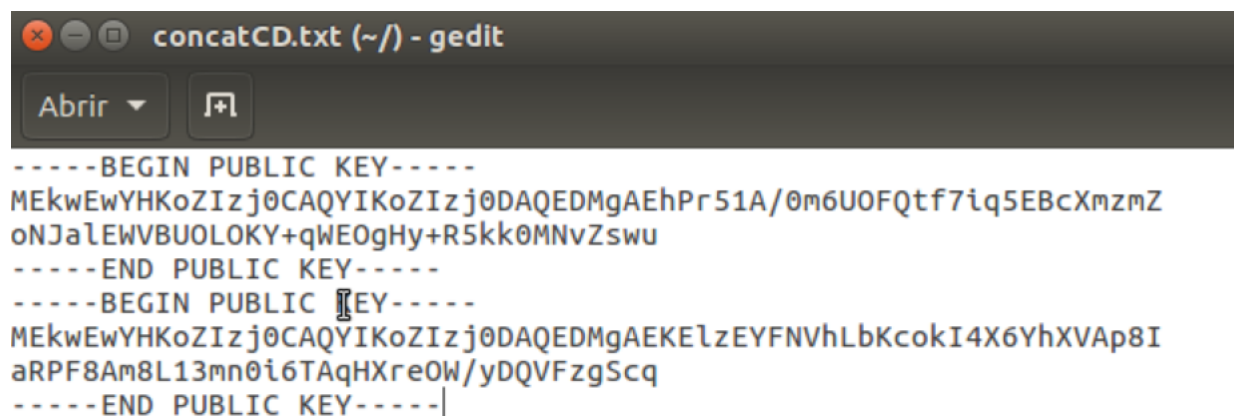 concatCD.txt (~/) - gedit
Abrir
-----BEGIN PUBLIC KEY-----
MEkwEwYHKoZIzj0CAQYIKoZIzj0DAQEDMgAEhPr51A/0m6UOFQtf7iq5EBcXmzmZ
oNJalEWVBUOLOKY+qWEOgHy+R5kk0MNvZswu
-----END PUBLIC KEY-----
-----BEGIN PUBLIC KEY-----
MEkwEwYHKoZIzj0CAQYIKoZIzj0DAQEDMgAEKElzEYFNVhLbKcokI4X6YhXVAp8I
aRPF8Am8L13mn0i6TAqHXreOW/yDQVFzgScq
-----END PUBLIC KEY-----